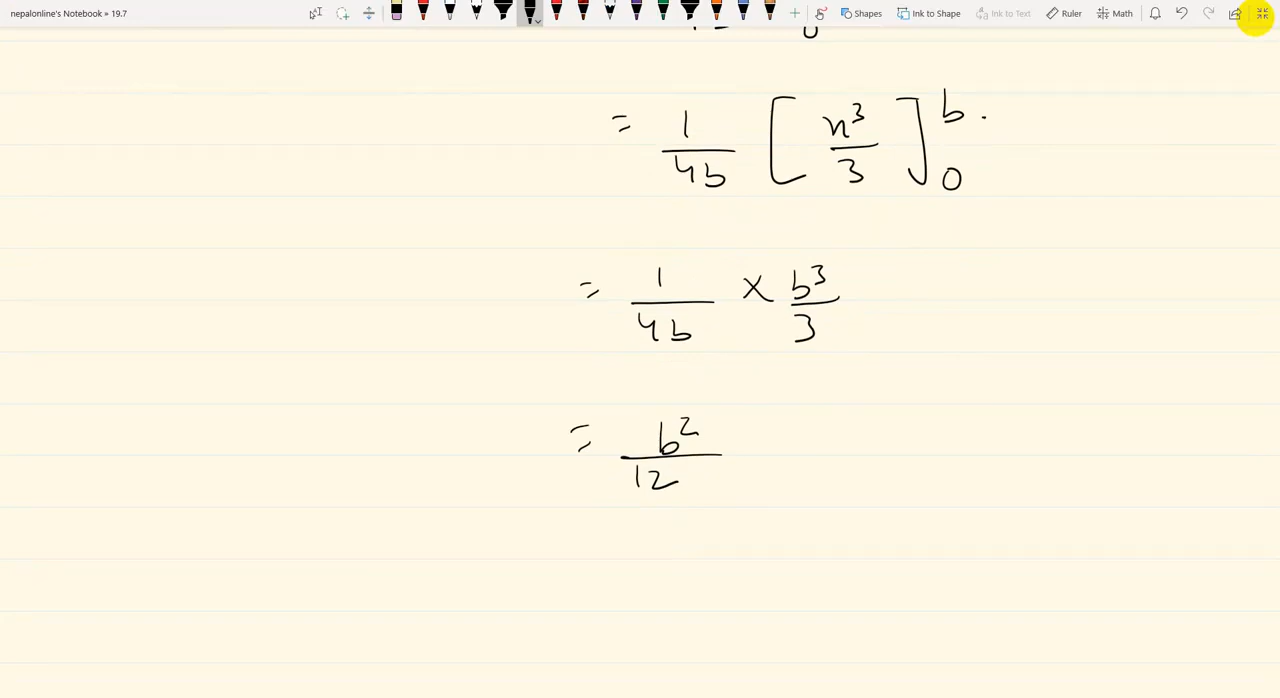 nepalonline's Notebook » 19.7
Shapes Ink to Shape Ink to Text Ruler Math
= 1/4b [x³/3]₀ᵇ
= 1/4b × b³/3
= b²/12